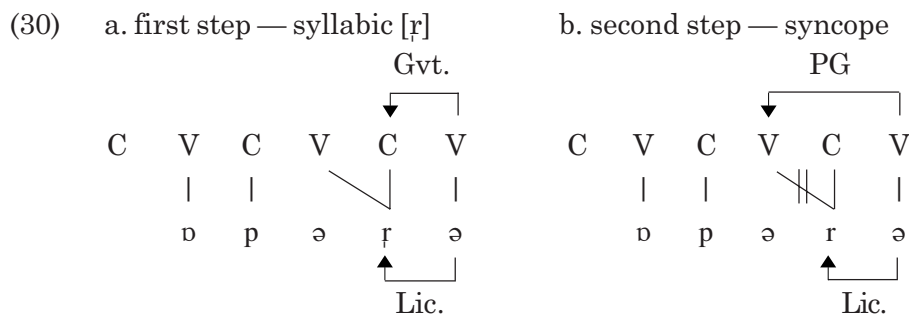 (30) a. first step — syllabic [r̩] b. second step — syncope
Gvt. PG
C V C V C V C V C V C V
ɒ p ə r̩ ə ɒ p ə r ə
Lic. Lic.